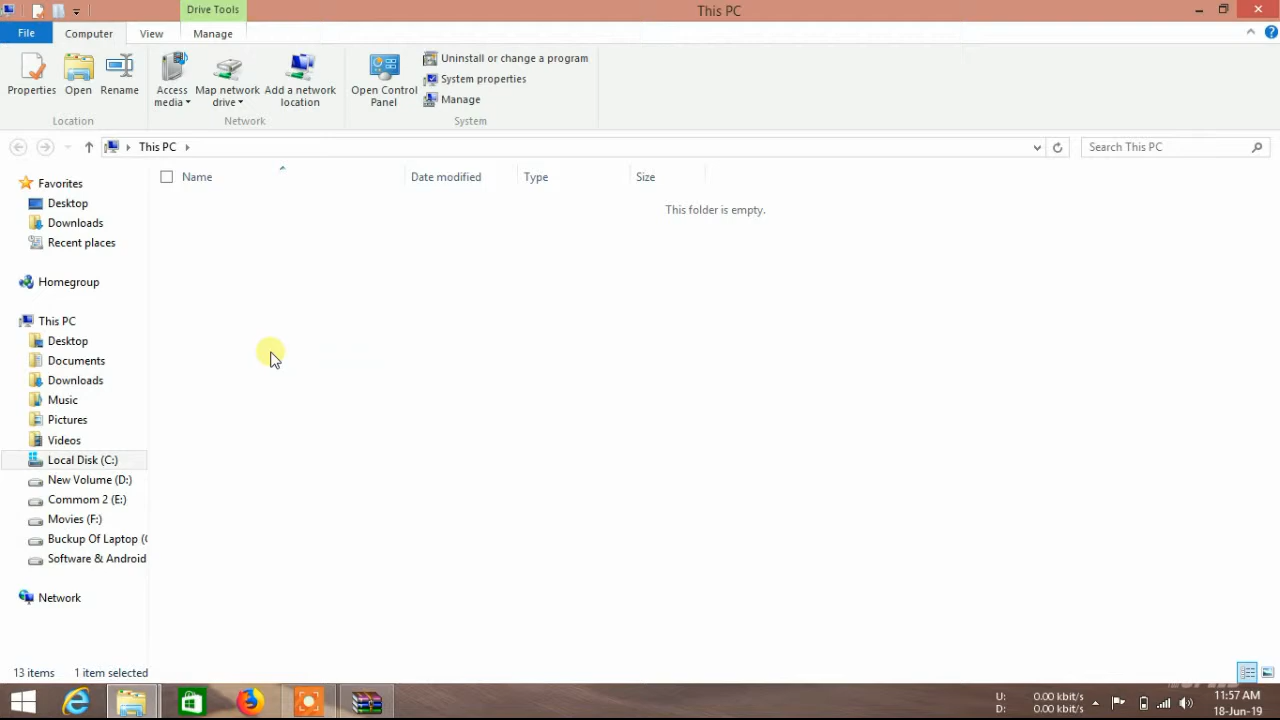 Drive Tools
This PC
File
Computer
View
Manage
Properties
Open
Rename
Access media
Map network drive
Add a network location
Open Control Panel
Uninstall or change a program
System properties
Manage
Location
Network
System
This PC
Search This PC
Name
Date modified
Type
Size
This folder is empty.
Favorites
Desktop
Downloads
Recent places
Homegroup
This PC
Desktop
Documents
Downloads
Music
Pictures
Videos
Local Disk (C:)
New Volume (D:)
Commom 2 (E:)
Movies (F:)
Buckup Of Laptop (
Software & Android
Network
13 items
1 item selected
U: 0.00 kbit/s
D: 0.00 kbit/s
11:57 AM
18-Jun-19